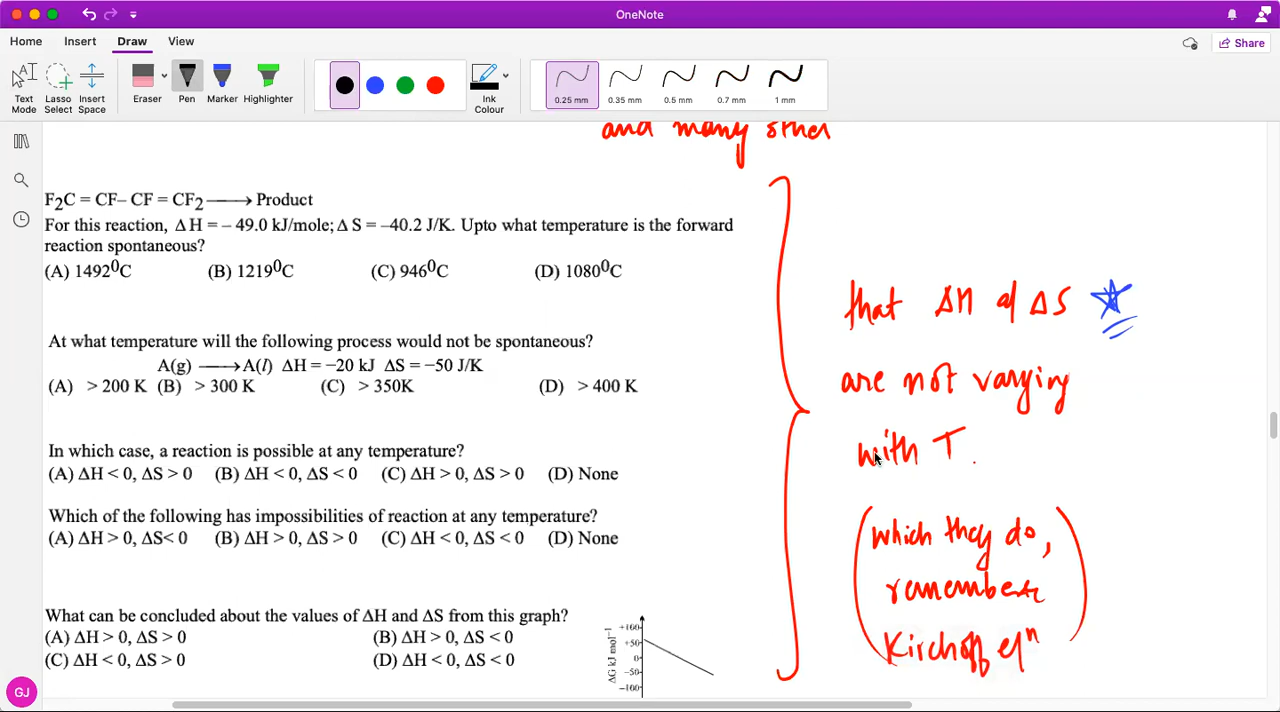 OneNote
Home Insert Draw View
Share
Text Mode
Lasso Select
Insert Space
Eraser
Pen
Marker
Highlighter
Ink Colour
0.25 mm
0.35 mm
0.5 mm
0.7 mm
1 mm
and many other
F₂C = CF– CF = CF₂ ⟶ Product
For this reaction, Δ H = – 49.0 kJ/mole; Δ S = –40.2 J/K. Upto what temperature is the forward
reaction spontaneous?
(A) 1492⁰C (B) 1219⁰C (C) 946⁰C (D) 1080⁰C
that ΔH & ΔS
At what temperature will the following process would not be spontaneous?
A(g) ⟶ A(l) ΔH = −20 kJ ΔS = −50 J/K
(A) > 200 K (B) > 300 K (C) > 350K (D) > 400 K
are not varying
with T.
In which case, a reaction is possible at any temperature?
(A) ΔH < 0, ΔS > 0 (B) ΔH < 0, ΔS < 0 (C) ΔH > 0, ΔS > 0 (D) None
Which of the following has impossibilities of reaction at any temperature?
(A) ΔH > 0, ΔS< 0 (B) ΔH > 0, ΔS > 0 (C) ΔH < 0, ΔS < 0 (D) None
(which they do,
remember
Kirchoff eqⁿ)
What can be concluded about the values of ΔH and ΔS from this graph?
(A) ΔH > 0, ΔS > 0 (B) ΔH > 0, ΔS < 0
(C) ΔH < 0, ΔS > 0 (D) ΔH < 0, ΔS < 0
ΔG kJ mol⁻¹
+50
0
−50
−100
GJ